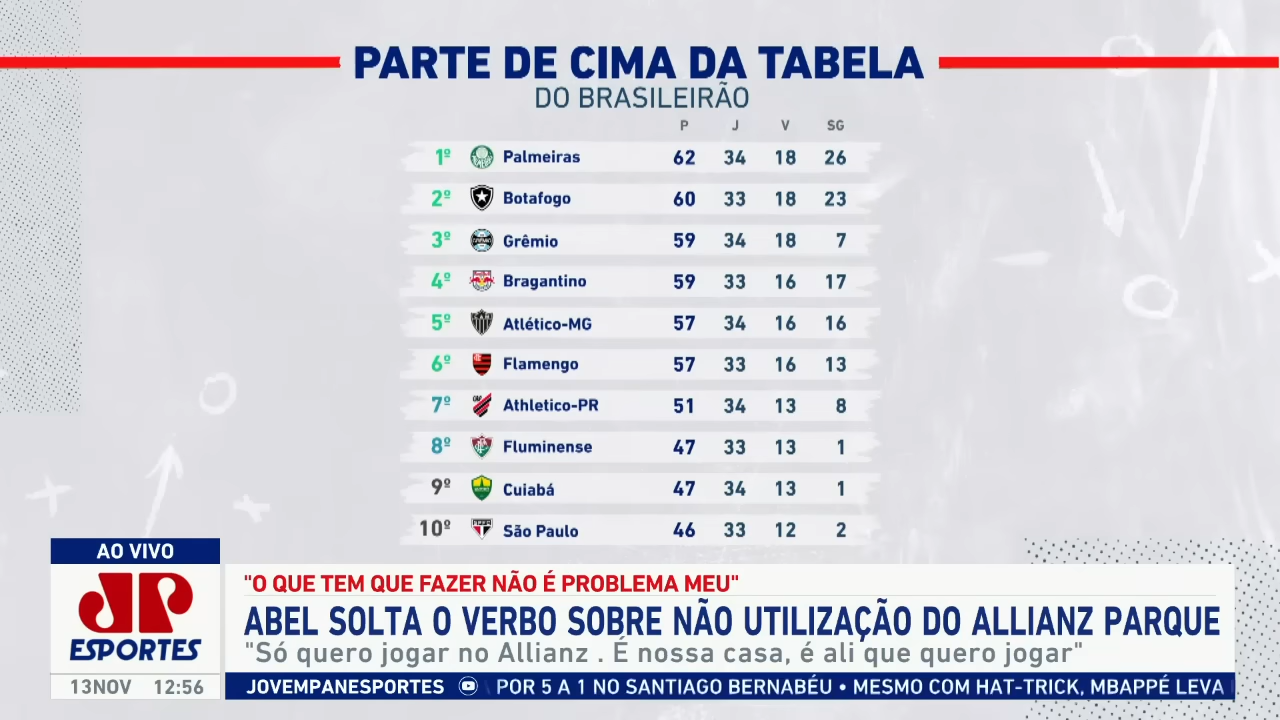 PARTE DE CIMA DA TABELA
DO BRASILEIRÃO
P J V SG
1º Palmeiras 62 34 18 26
2º Botafogo 60 33 18 23
3º Grêmio 59 34 18 7
4º Bragantino 59 33 16 17
5º Atlético-MG 57 34 16 16
6º Flamengo 57 33 16 13
7º Athletico-PR 51 34 13 8
8º Fluminense 47 33 13 1
9º Cuiabá 47 34 13 1
10º São Paulo 46 33 12 2
AO VIVO
JP
ESPORTES
"O QUE TEM QUE FAZER NÃO É PROBLEMA MEU"
ABEL SOLTA O VERBO SOBRE NÃO UTILIZAÇÃO DO ALLIANZ PARQUE
"Só quero jogar no Allianz . É nossa casa, é ali que quero jogar"
13NOV 12:56
JOVEMPANESPORTES POR 5 A 1 NO SANTIAGO BERNABÉU • MESMO COM HAT-TRICK, MBAPPÉ LEVA